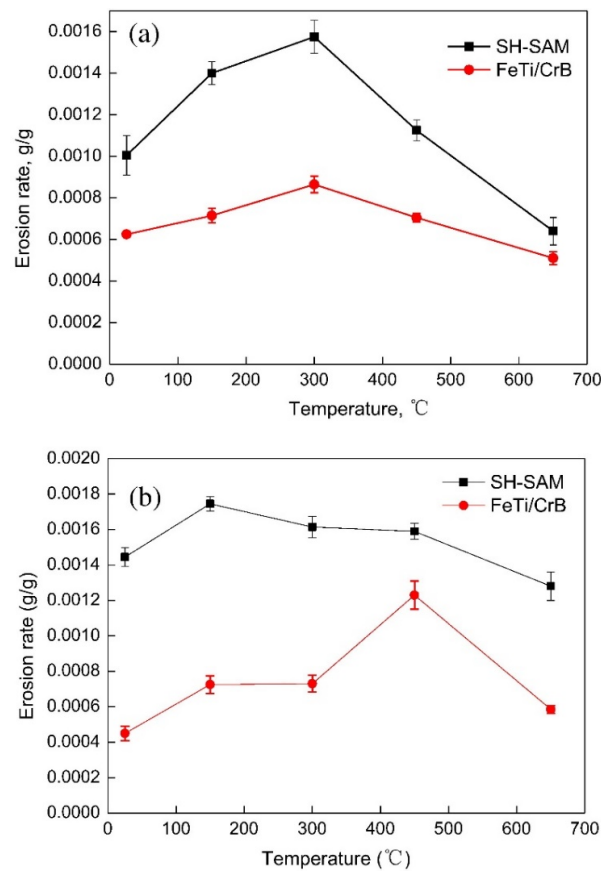 (a)
SH-SAM
FeTi/CrB
Erosion rate, g/g
0.0016
0.0014
0.0012
0.0010
0.0008
0.0006
0.0004
0.0002
0.0000
0 100 200 300 400 500 600 700
Temperature, ℃
(b)
SH-SAM
FeTi/CrB
Erosion rate (g/g)
0.0020
0.0018
0.0016
0.0014
0.0012
0.0010
0.0008
0.0006
0.0004
0.0002
0.0000
0 100 200 300 400 500 600 700
Temperature (℃)